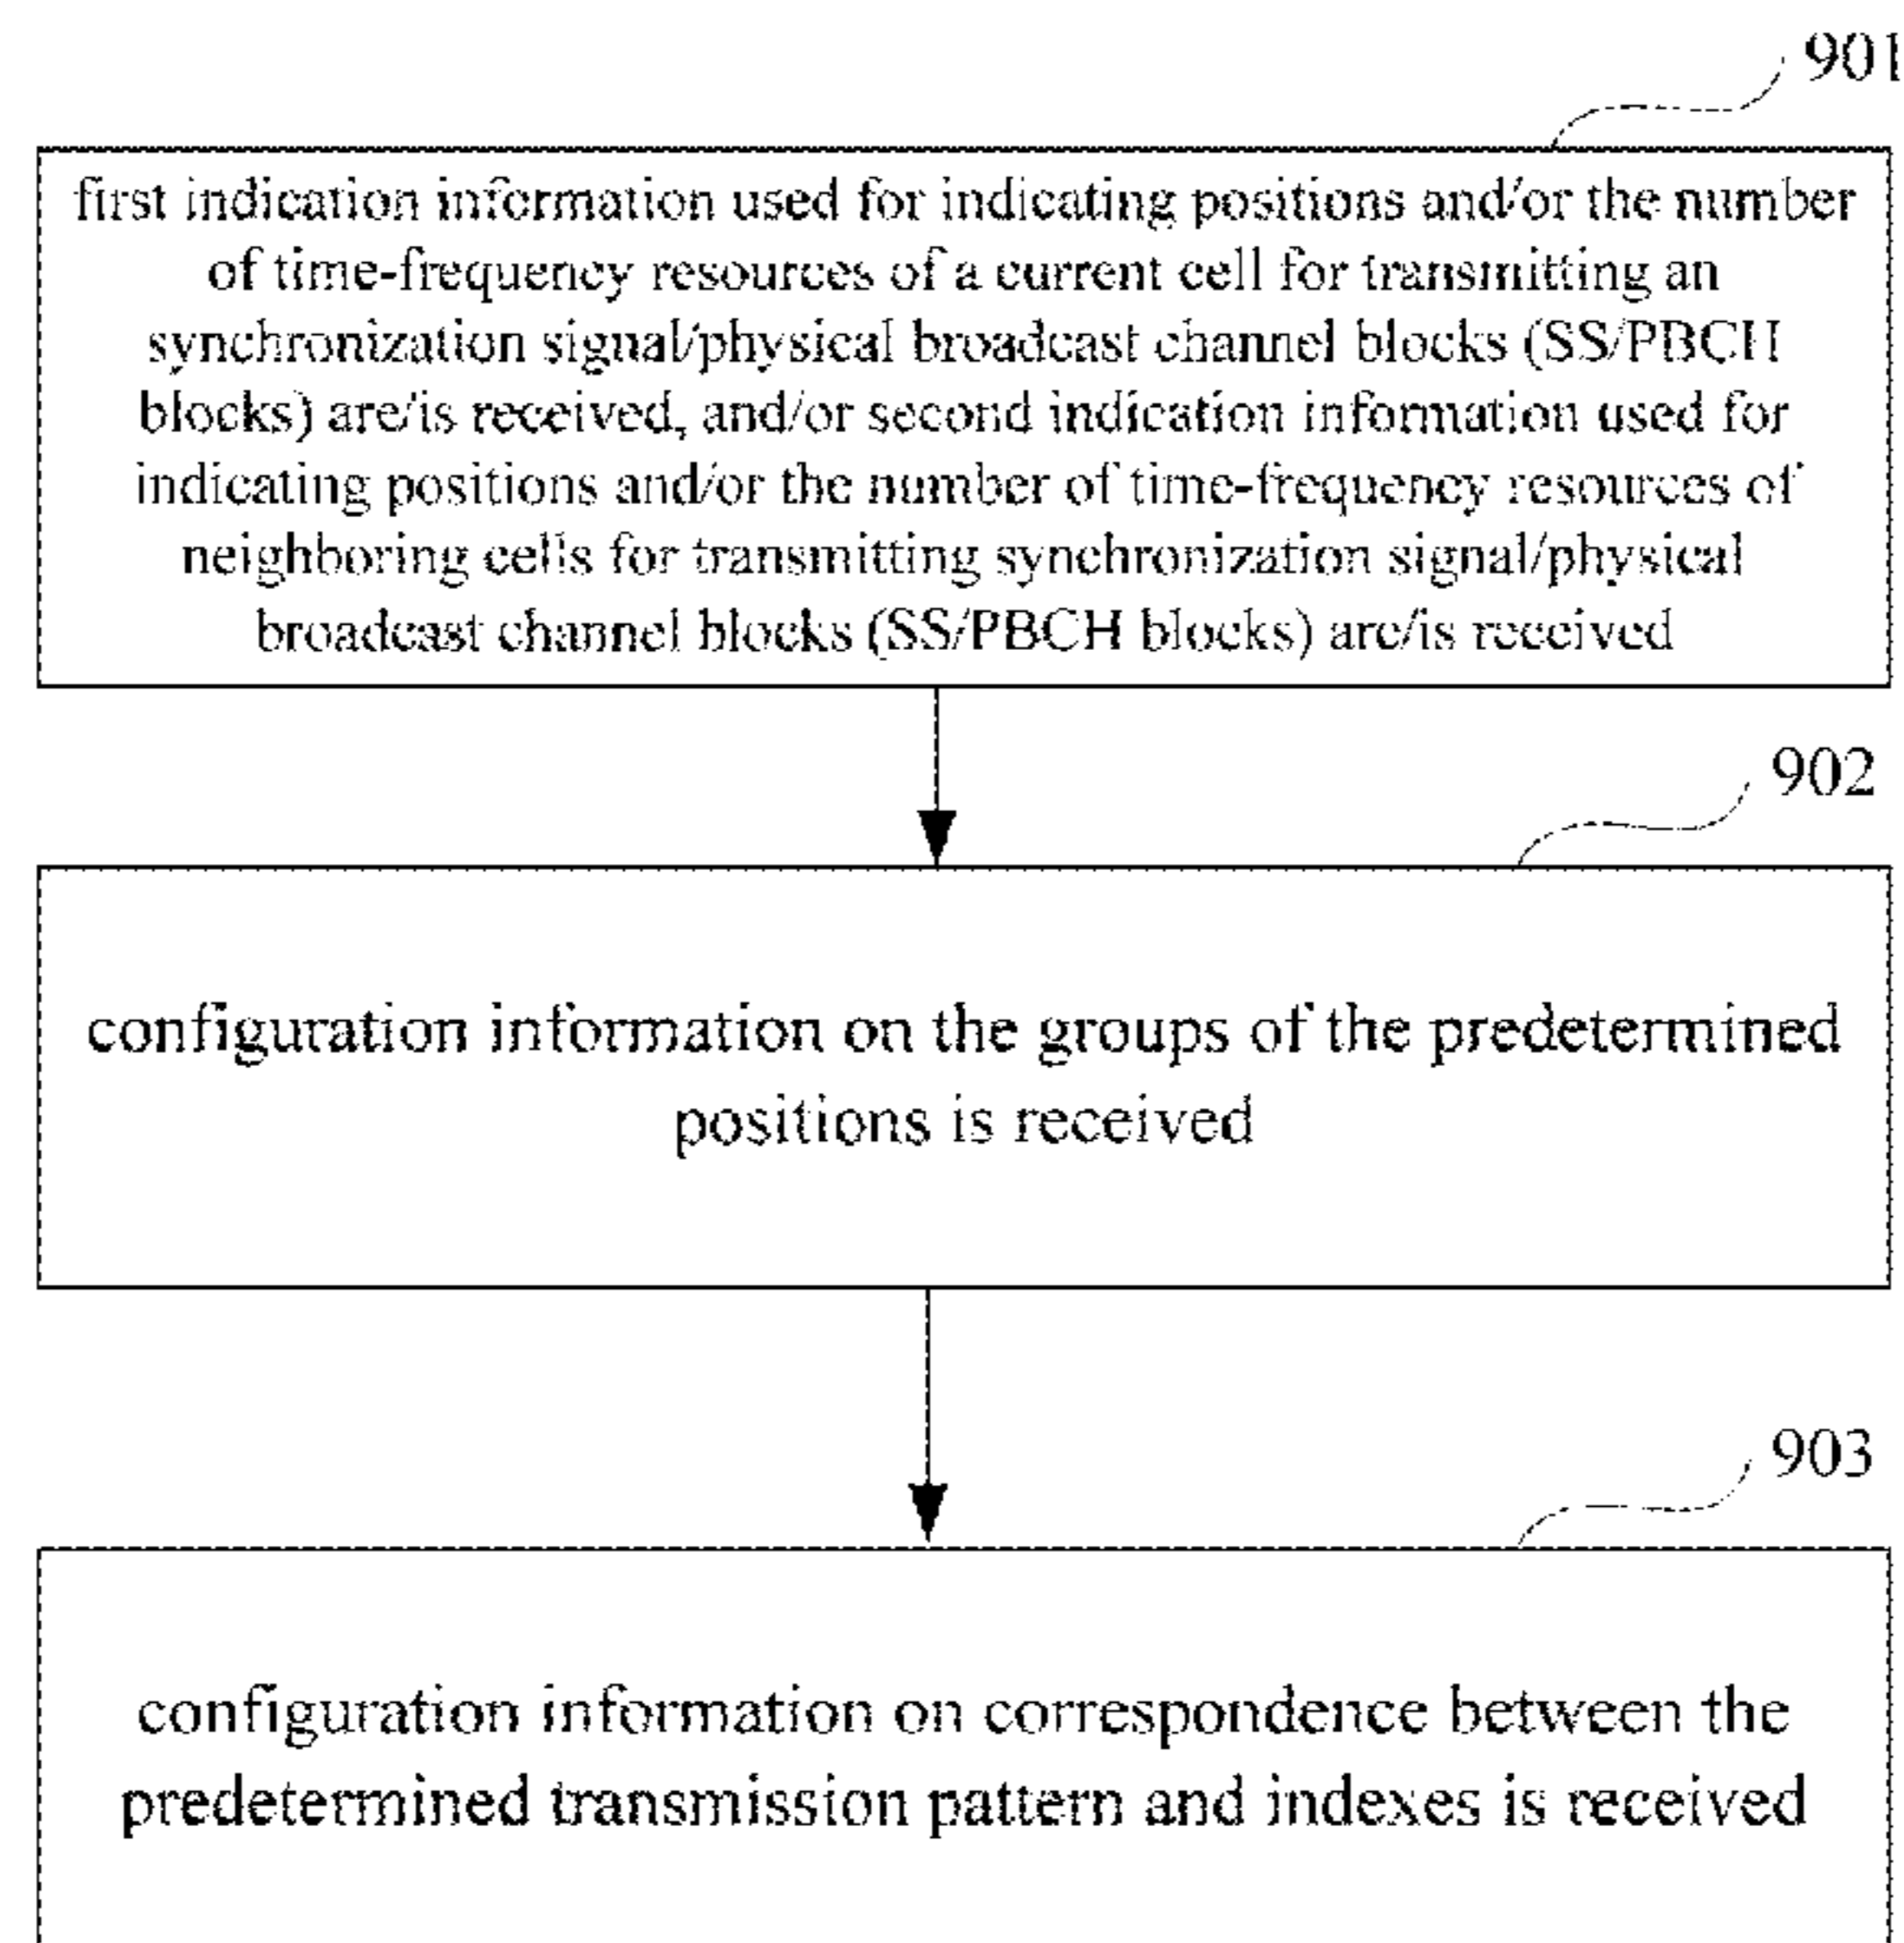 901
first indication information used for indicating positions and/or the number
of time-frequency resources of a current cell for transmitting an
synchronization signal/physical broadcast channel blocks (SS/PBCH
blocks) are/is received, and/or second indication information used for
indicating positions and/or the number of time-frequency resources of
neighboring cells for transmitting synchronization signal/physical
broadcast channel blocks (SS/PBCH blocks) are/is received
902
configuration information on the groups of the predetermined
positions is received
903
configuration information on correspondence between the
predetermined transmission pattern and indexes is received